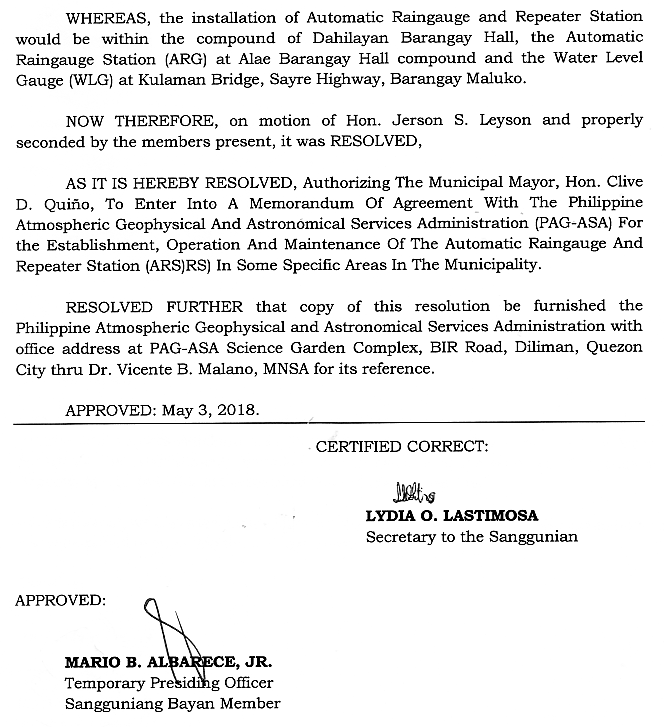 WHEREAS, the installation of Automatic Raingauge and Repeater Station
would be within the compound of Dahilayan Barangay Hall, the Automatic
Raingauge Station (ARG) at Alae Barangay Hall compound and the Water Level
Gauge (WLG) at Kulaman Bridge, Sayre Highway, Barangay Maluko.
NOW THEREFORE, on motion of Hon. Jerson S. Leyson and properly
seconded by the members present, it was RESOLVED,
AS IT IS HEREBY RESOLVED, Authorizing The Municipal Mayor, Hon. Clive
D. Quiño, To Enter Into A Memorandum Of Agreement With The Philippine
Atmospheric Geophysical And Astronomical Services Administration (PAG-ASA) For
the Establishment, Operation And Maintenance Of The Automatic Raingauge And
Repeater Station (ARS)RS) In Some Specific Areas In The Municipality.
RESOLVED FURTHER that copy of this resolution be furnished the
Philippine Atmospheric Geophysical and Astronomical Services Administration with
office address at PAG-ASA Science Garden Complex, BIR Road, Diliman, Quezon
City thru Dr. Vicente B. Malano, MNSA for its reference.
APPROVED: May 3, 2018.
CERTIFIED CORRECT:
LYDIA O. LASTIMOSA
Secretary to the Sanggunian
APPROVED:
MARIO B. ALBARECE, JR.
Temporary Presiding Officer
Sangguniang Bayan Member